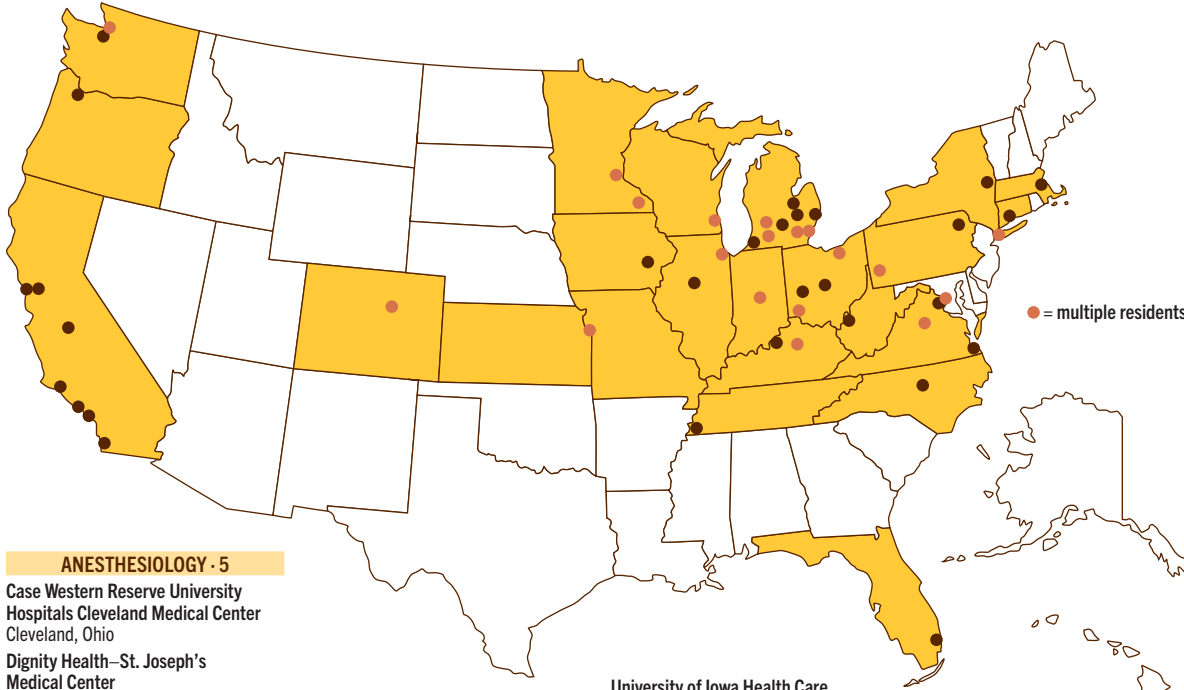 = multiple residents
ANESTHESIOLOGY · 5
Case Western Reserve University
Hospitals Cleveland Medical Center
Cleveland, Ohio
Dignity Health–St. Joseph's
Medical Center
University of Iowa Health Care